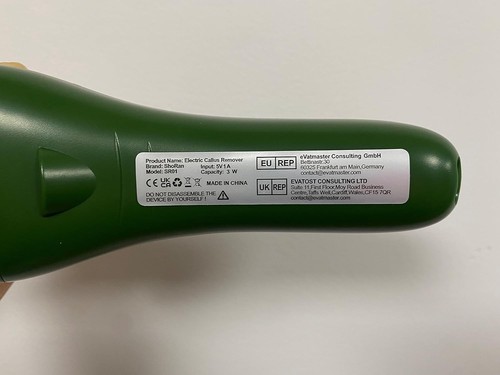 Product Name: Electric Callus Remover
Brand: ShoRan Input: 5V1A
Model: SR01 Capacity: 3 W
CE UKCA MADE IN CHINA
DO NOT DISASSEMBLE THE
DEVICE BY YOURSELF!
EU REP
eVatmaster Consulting GmbH
Bettinastr.30
60325 Frankfurt am Main,Germany
contact@evatmaster.com
UK REP
EVATOST CONSULTING LTD
Suite 11,First Floor,Moy Road Business
Centre,Taffs Well,Cardiff,Wales,CF15 7QR
contact@evatmaster.com